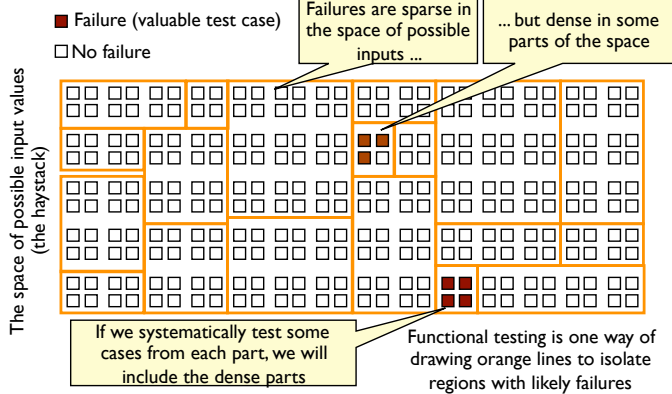 Failure (valuable test case)
No failure
Failures are sparse in
the space of possible
inputs ...
... but dense in some
parts of the space
The space of possible input values
(the haystack)
If we systematically test some
cases from each part, we will
include the dense parts
Functional testing is one way of
drawing orange lines to isolate
regions with likely failures